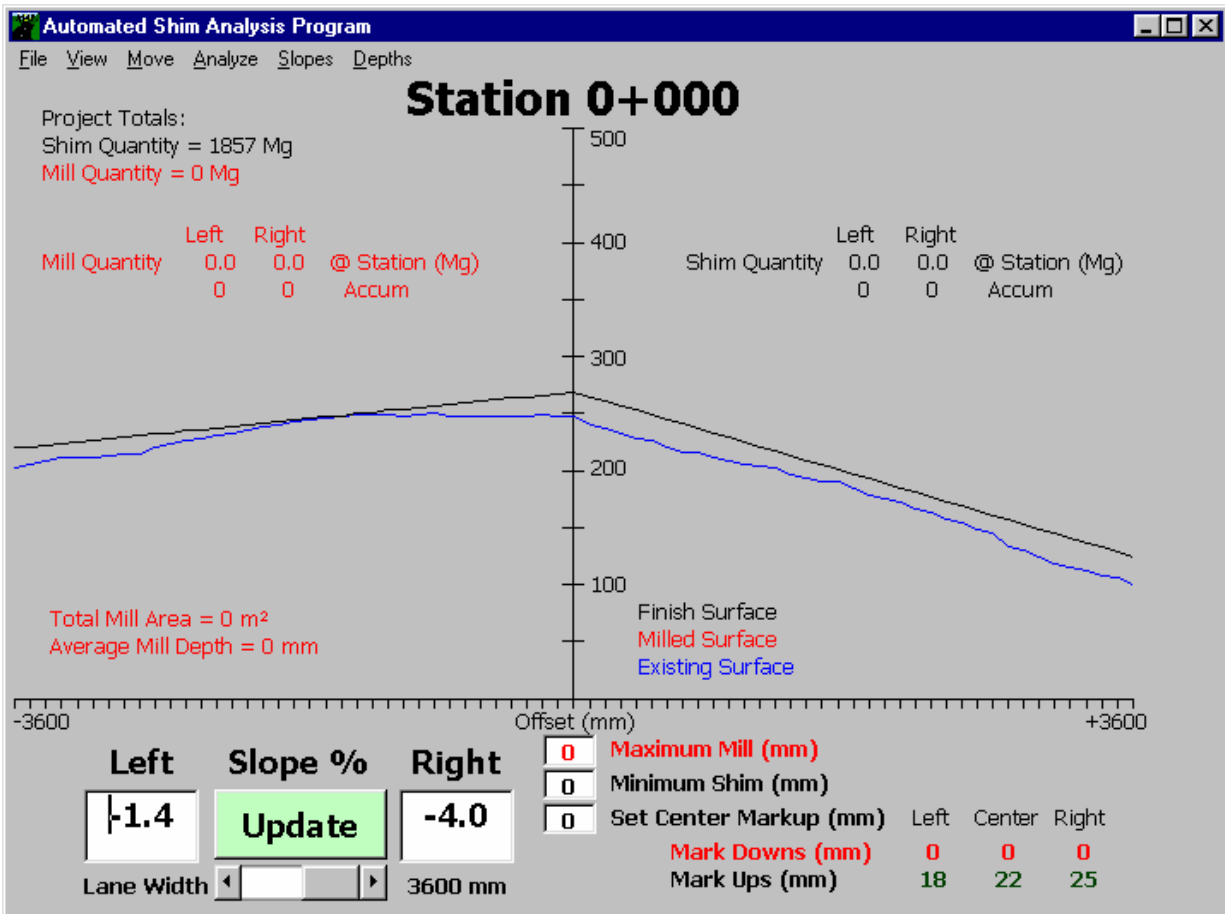 Automated Shim Analysis Program
File View Move Analyze Slopes Depths
Station 0+000
Project Totals:
Shim Quantity = 1857 Mg
Mill Quantity = 0 Mg
Left Right
Mill Quantity 0.0 0.0 @ Station (Mg)
0 0 Accum
Left Right
Shim Quantity 0.0 0.0 @ Station (Mg)
0 0 Accum
500
400
300
200
100
Total Mill Area = 0 m²
Average Mill Depth = 0 mm
Finish Surface
Milled Surface
Existing Surface
-3600 Offset (mm) +3600
Left Slope % Right
-1.4 Update -4.0
Lane Width 3600 mm
0 Maximum Mill (mm)
0 Minimum Shim (mm)
0 Set Center Markup (mm) Left Center Right
Mark Downs (mm) 0 0 0
Mark Ups (mm) 18 22 25